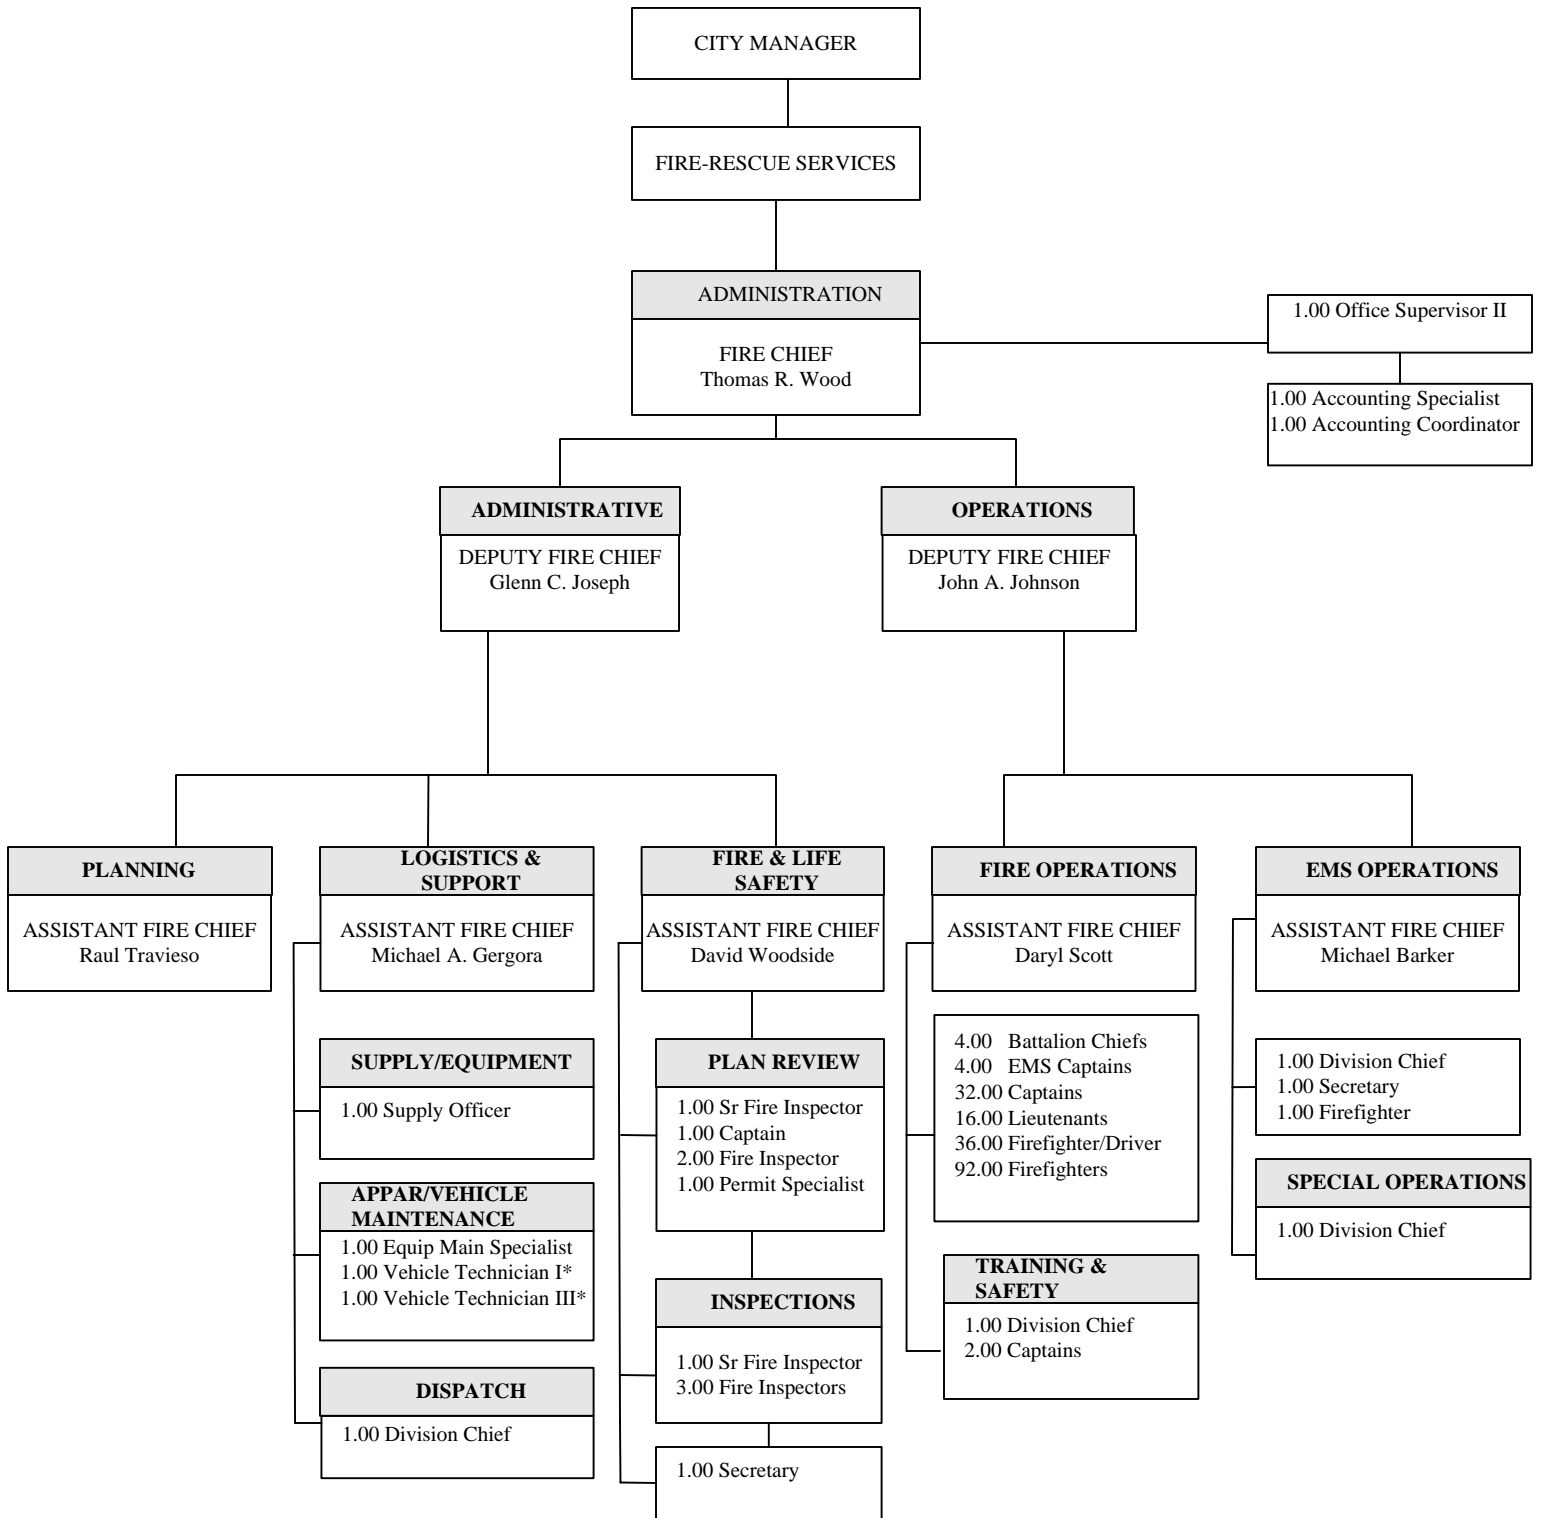 CITY MANAGER
FIRE-RESCUE SERVICES
ADMINISTRATION
FIRE CHIEF
Thomas R. Wood
1.00 Office Supervisor II
1.00 Accounting Specialist
1.00 Accounting Coordinator
ADMINISTRATIVE
DEPUTY FIRE CHIEF
Glenn C. Joseph
OPERATIONS
DEPUTY FIRE CHIEF
John A. Johnson
PLANNING
ASSISTANT FIRE CHIEF
Raul Travieso
LOGISTICS &
SUPPORT
ASSISTANT FIRE CHIEF
Michael A. Gergora
SUPPLY/EQUIPMENT
1.00 Supply Officer
APPAR/VEHICLE
MAINTENANCE
1.00 Equip Main Specialist
1.00 Vehicle Technician I*
1.00 Vehicle Technician III*
DISPATCH
1.00 Division Chief
FIRE & LIFE
SAFETY
ASSISTANT FIRE CHIEF
David Woodside
PLAN REVIEW
1.00 Sr Fire Inspector
1.00 Captain
2.00 Fire Inspector
1.00 Permit Specialist
INSPECTIONS
1.00 Sr Fire Inspector
3.00 Fire Inspectors
1.00 Secretary
FIRE OPERATIONS
ASSISTANT FIRE CHIEF
Daryl Scott
4.00 Battalion Chiefs
4.00 EMS Captains
32.00 Captains
16.00 Lieutenants
36.00 Firefighter/Driver
92.00 Firefighters
TRAINING &
SAFETY
1.00 Division Chief
2.00 Captains
EMS OPERATIONS
ASSISTANT FIRE CHIEF
Michael Barker
1.00 Division Chief
1.00 Secretary
1.00 Firefighter
SPECIAL OPERATIONS
1.00 Division Chief